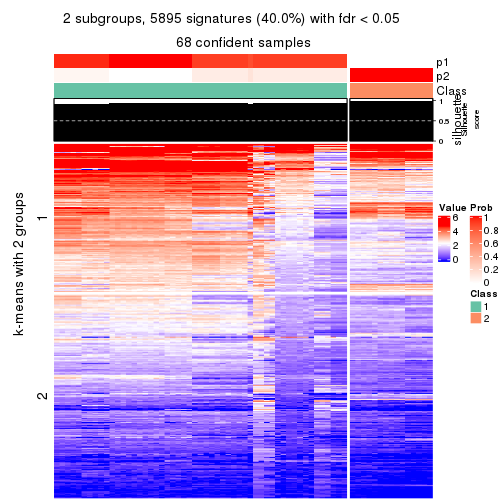 2 subgroups, 5895 signatures (40.0%) with fdr < 0.05
68 confident samples
p1
p2
Class
silhouette
Silhouette
score
1
0.5
0
k-means with 2 groups
1
2
Value
6
4
2
0
Prob
1
0.8
0.6
0.4
0.2
0
Class
1
2